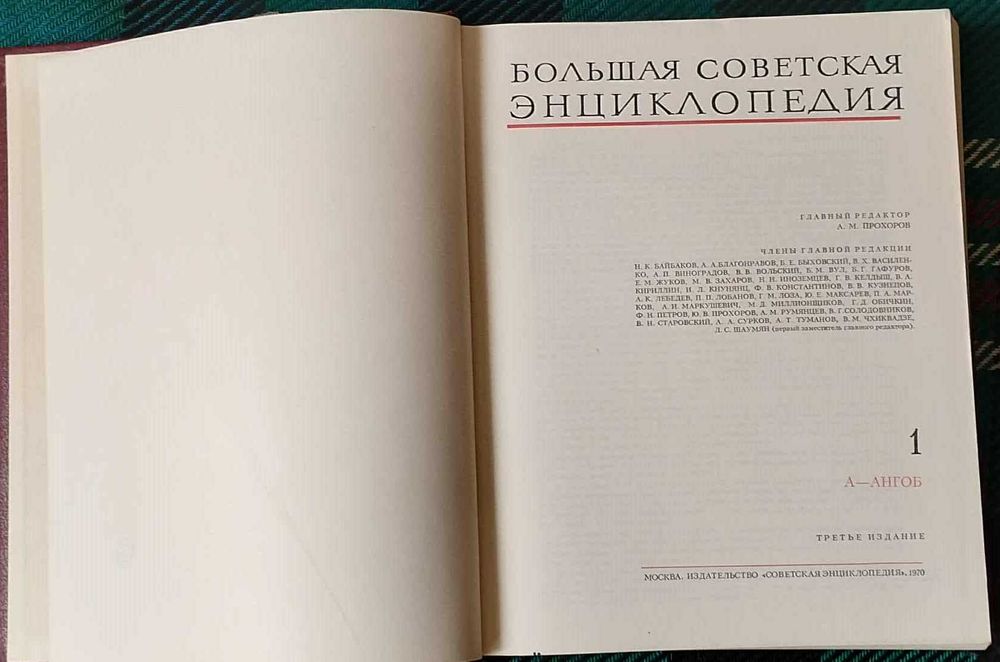 БОЛЬШАЯ СОВЕТСКАЯ
ЭНЦИКЛОПЕДИЯ
ГЛАВНЫЙ РЕДАКТОР
А. М. ПРОХОРОВ
ЧЛЕНЫ ГЛАВНОЙ РЕДАКЦИИ
Н. К. БАЙБАКОВ, А. А. БЛАГОНРАВОВ, Б. Е. БЫХОВСКИЙ, В. Х. ВАСИЛЕН-
КО, А. П. ВИНОГРАДОВ, В. В. ВОЛЬСКИЙ, Б. М. ВУЛ, Б. Г. ГАФУРОВ,
Е. М. ЖУКОВ, М. В. ЗАХАРОВ, Н. Н. ИНОЗЕМЦЕВ, Г. В. КЕЛДЫШ, В. А.
КИРИЛЛИН, И. Л. КНУНЯНЦ, Ф. В. КОНСТАНТИНОВ, В. В. КУЗНЕЦОВ,
А. К. ЛЕБЕДЕВ, П. П. ЛОБАНОВ, Г. М. ЛОЗА, Ю. Е. МАКСАРЕВ, П. А. МАР-
КОВ, А. И. МАРКУШЕВИЧ, М. Д. МИЛЛИОНЩИКОВ, Г. Д. ОБИЧКИН,
Ф. Н. ПЕТРОВ, Ю. В. ПРОХОРОВ, А. М. РУМЯНЦЕВ, В. Г. СОЛОДОВНИКОВ,
В. Н. СТАРОВСКИЙ, А. А. СУРКОВ, А. Т. ТУМАНОВ, В. М. ЧХИКВАДЗЕ,
Л. С. ШАУМЯН (первый заместитель главного редактора).
1
А—АНГОБ
ТРЕТЬЕ ИЗДАНИЕ
МОСКВА. ИЗДАТЕЛЬСТВО «СОВЕТСКАЯ ЭНЦИКЛОПЕДИЯ». 1970